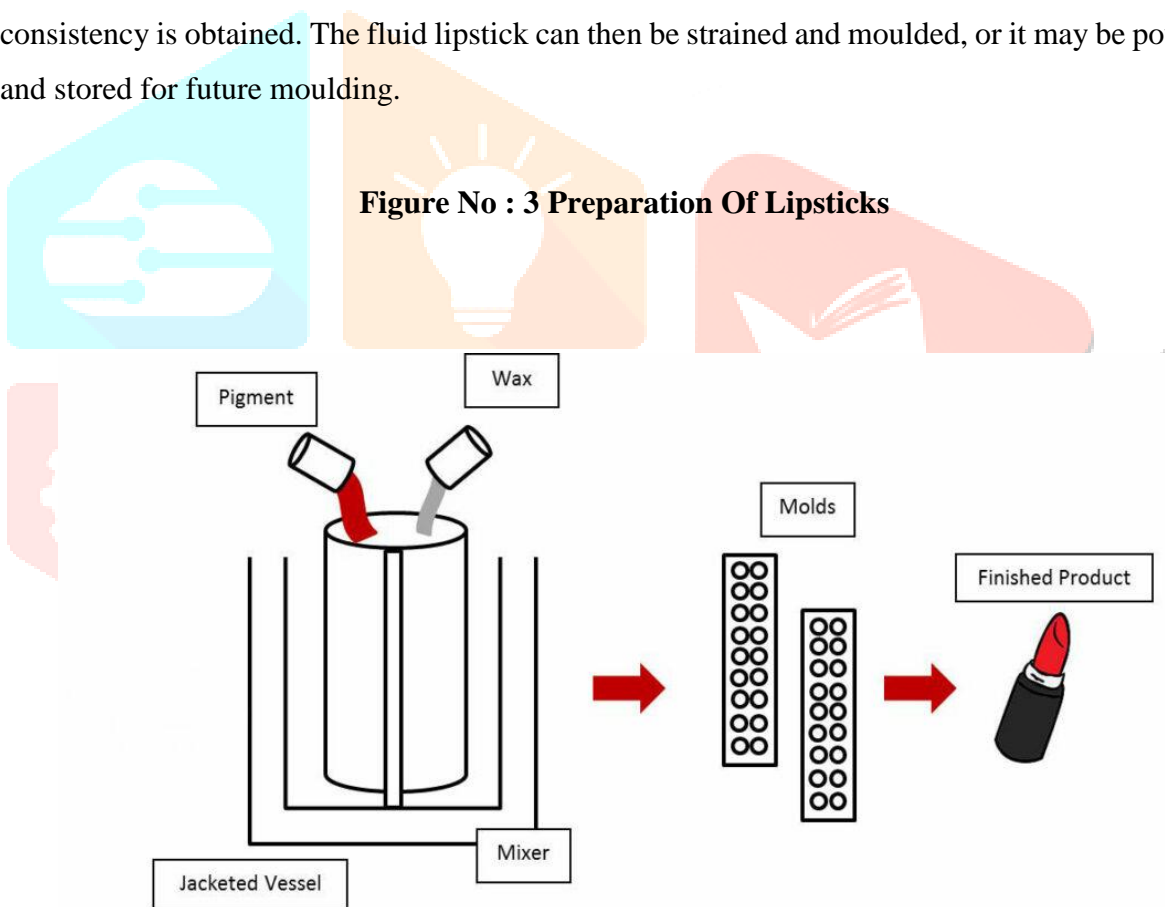 consistency is obtained. The fluid lipstick can then be strained and moulded, or it may be
and stored for future moulding.
Figure No : 3 Preparation Of Lipsticks
Pigment
Wax
Molds
Finished Product
Mixer
Jacketed Vessel